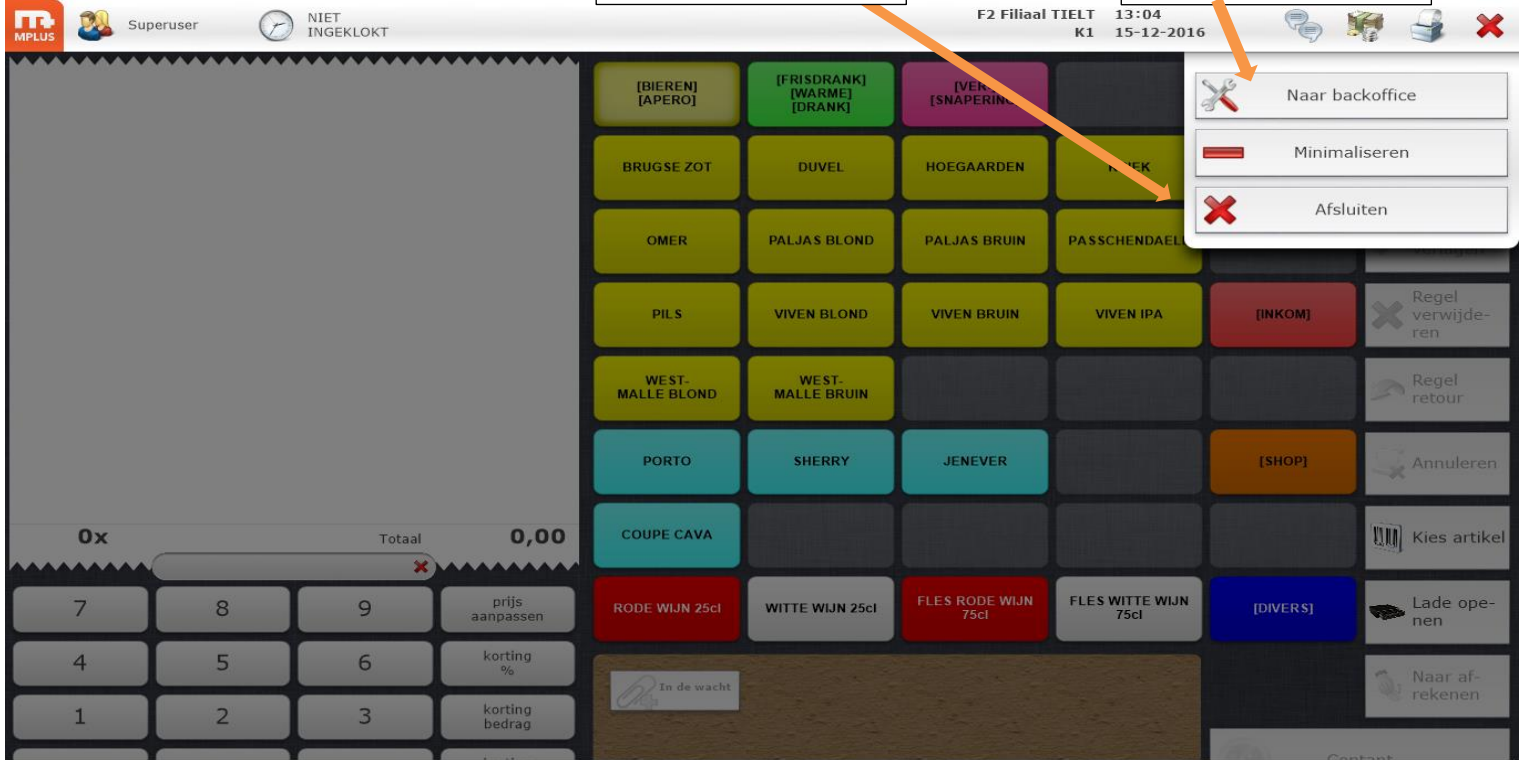 MPLUS
Superuser
NIET
INGEKLOKT
F2 Filiaal TIELT 13:04
K1 15-12-2016
Naar backoffice
Minimaliseren
Afsluiten
[BIEREN]
[APERO]
[FRISDRANK]
[WARME]
[DRANK]
[SNAPERING
BRUGSE ZOT
DUVEL
HOEGAARDEN
OMER
PALJAS BLOND
PALJAS BRUIN
PASSCHENDAEL
PILS
VIVEN BLOND
VIVEN BRUIN
VIVEN IPA
[INKOM]
Regel
verwijde-
ren
WEST-
MALLE BLOND
WEST-
MALLE BRUIN
Regel
retour
PORTO
SHERRY
JENEVER
[SHOP]
Annuleren
0x
Totaal
0,00
COUPE CAVA
Kies artikel
RODE WIJN 25cl
WITTE WIJN 25cl
FLES RODE WIJN
75cl
FLES WITTE WIJN
75cl
[DIVERS]
Lade ope-
nen
7
8
9
prijs
aanpassen
4
5
6
korting
%
1
2
3
korting
bedrag
In de wacht
Naar af-
rekenen
Contant